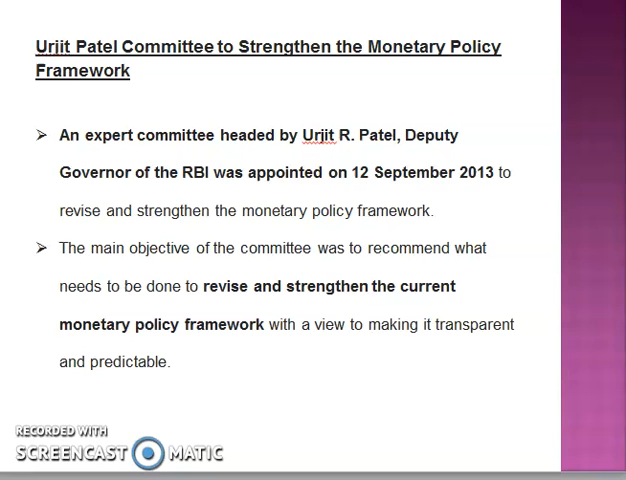 Urjit Patel Committee to Strengthen the Monetary Policy
Framework
➢ An expert committee headed by Urjit R. Patel, Deputy
Governor of the RBI was appointed on 12 September 2013 to
revise and strengthen the monetary policy framework.
➢ The main objective of the committee was to recommend what
needs to be done to revise and strengthen the current
monetary policy framework with a view to making it transparent
and predictable.
RECORDED WITH
SCREENCAST MATIC